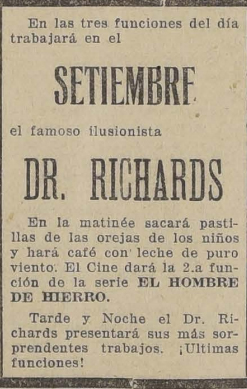 En las tres funciones del día
trabajará en el
SETIEMBRE
el famoso ilusionista
DR. RICHARDS
En la matinée sacará pasti-
llas de las orejas de los niños
y hará café con leche de puro
viento. El Cine dará la 2.a fun-
ción de la serie EL HOMBRE
DE HIERRO.
Tarde y Noche el Dr. Ri-
chards presentará sus más sor-
prendentes trabajos. ¡Ultimas
funciones!